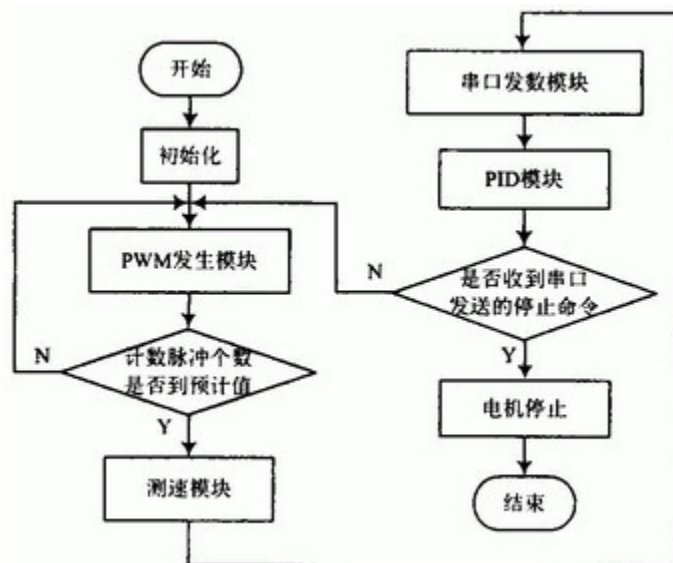 开始
初始化
PWM发生模块
N
计数脉冲个数
是否到预计值
Y
测速模块
串口发数模块
PID模块
N
是否收到串口
发送的停止命令
Y
电机停止
结束